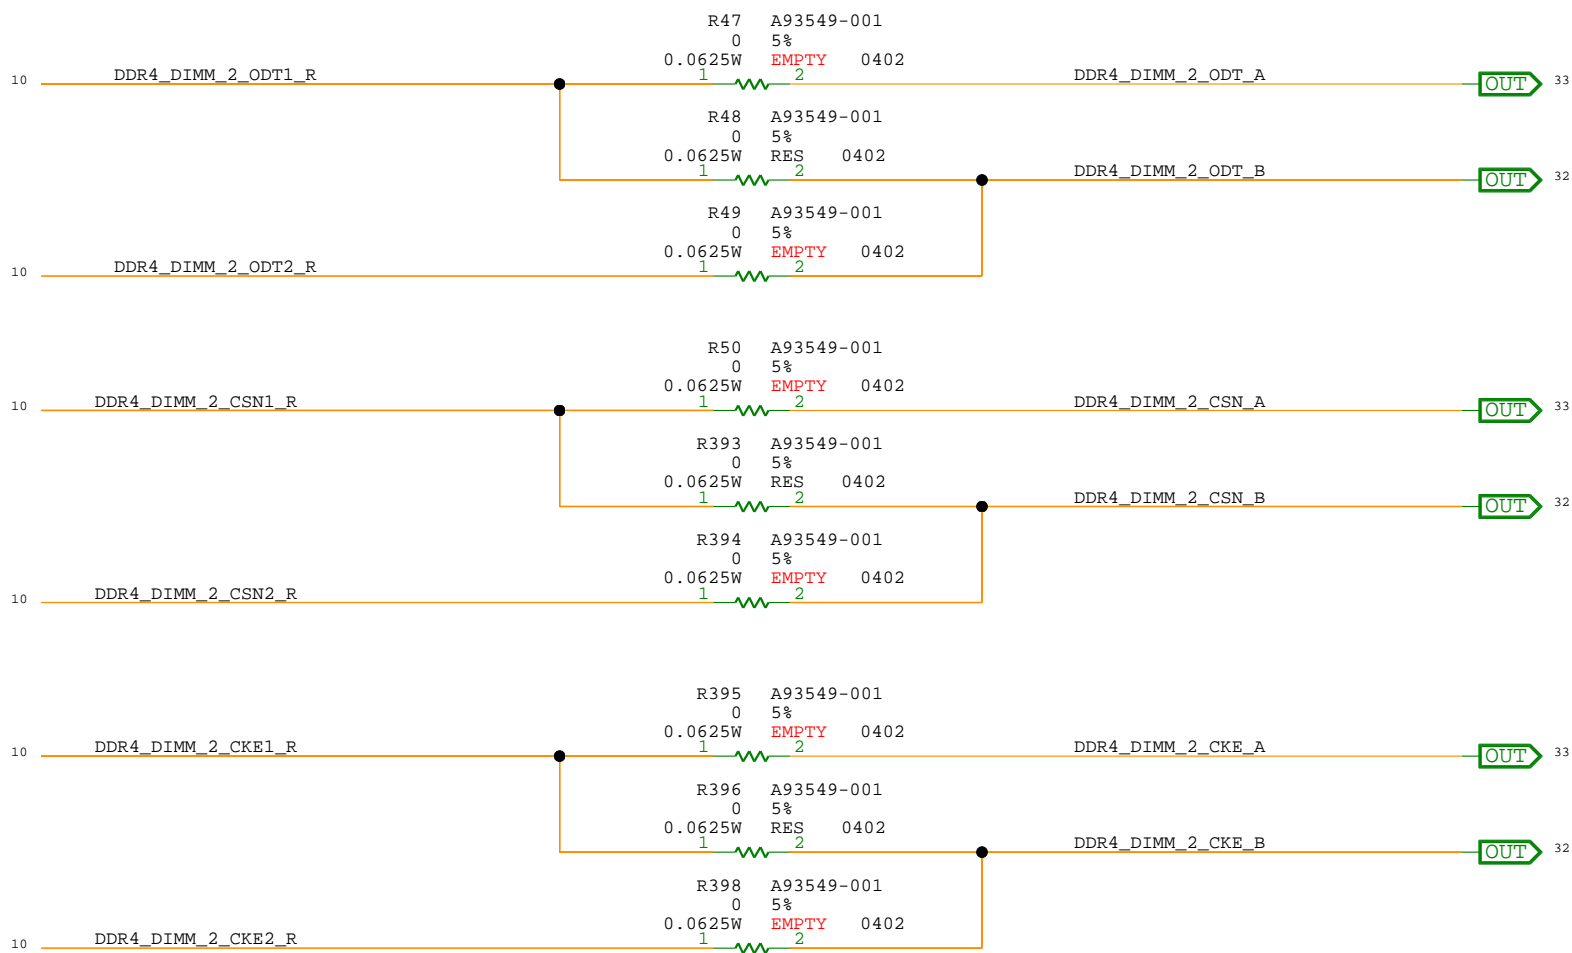 R47 A93549-001
0 5%
0.0625W EMPTY 0402
10 DDR4_DIMM_2_ODT1_R 1 2 DDR4_DIMM_2_ODT_A OUT 33
R48 A93549-001
0 5%
0.0625W RES 0402
1 2 DDR4_DIMM_2_ODT_B OUT 32
R49 A93549-001
0 5%
0.0625W EMPTY 0402
10 DDR4_DIMM_2_ODT2_R 1 2
R50 A93549-001
0 5%
0.0625W EMPTY 0402
10 DDR4_DIMM_2_CSN1_R 1 2 DDR4_DIMM_2_CSN_A OUT 33
R393 A93549-001
0 5%
0.0625W RES 0402
1 2 DDR4_DIMM_2_CSN_B OUT 32
R394 A93549-001
0 5%
0.0625W EMPTY 0402
10 DDR4_DIMM_2_CSN2_R 1 2
R395 A93549-001
0 5%
0.0625W EMPTY 0402
10 DDR4_DIMM_2_CKE1_R 1 2 DDR4_DIMM_2_CKE_A OUT 33
R396 A93549-001
0 5%
0.0625W RES 0402
1 2 DDR4_DIMM_2_CKE_B OUT 32
R398 A93549-001
0 5%
0.0625W EMPTY 0402
10 DDR4_DIMM_2_CKE2_R 1 2